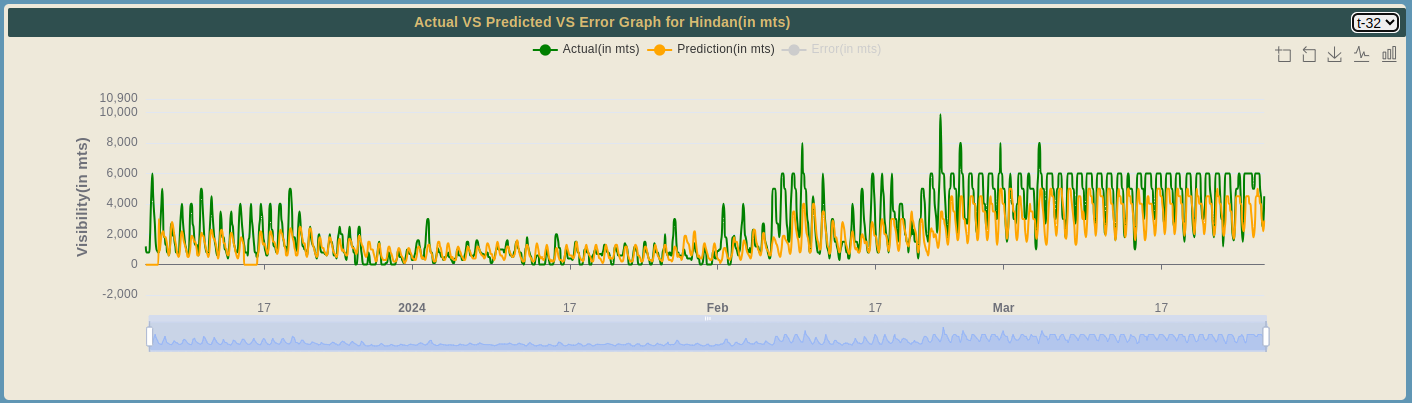 Actual VS Predicted VS Error Graph for Hindan(in mts)
t-32
Actual(in mts) Prediction(in mts) Error(in mts)
Visibility(in mts)
10,900
10,000
8,000
6,000
4,000
2,000
0
-2,000
17 2024 17 Feb 17 Mar 17